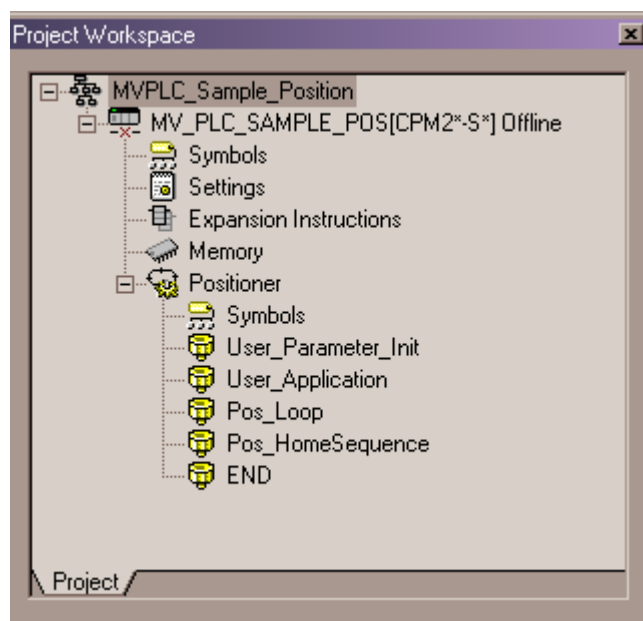 Project Workspace
MVPLC_Sample_Position
MV_PLC_SAMPLE_POS[CPM2*-S*] Offline
Symbols
Settings
Expansion Instructions
Memory
Positioner
Symbols
User_Parameter_Init
User_Application
Pos_Loop
Pos_HomeSequence
END
Project